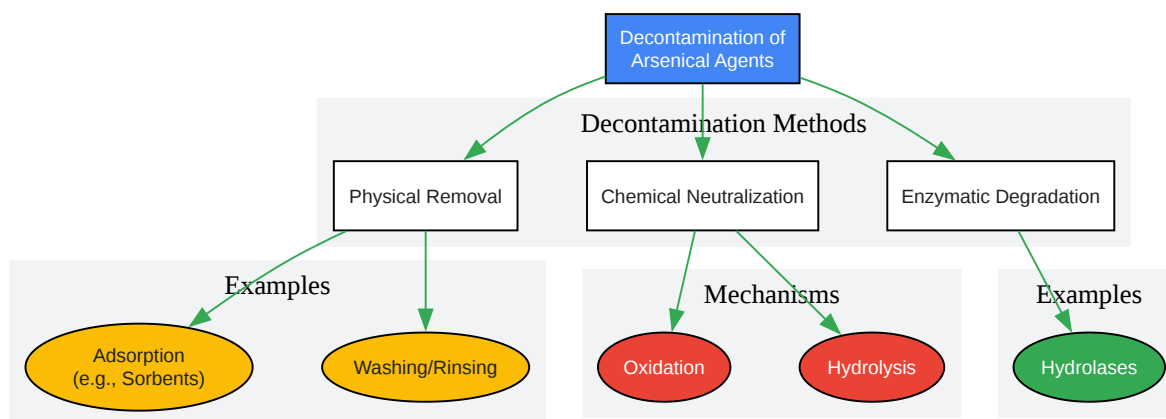 Decontamination of
Arsenical Agents
Decontamination Methods
Physical Removal
Chemical Neutralization
Enzymatic Degradation
Examples
Mechanisms
Examples
Adsorption
(e.g., Sorbents)
Washing/Rinsing
Oxidation
Hydrolysis
Hydrolases